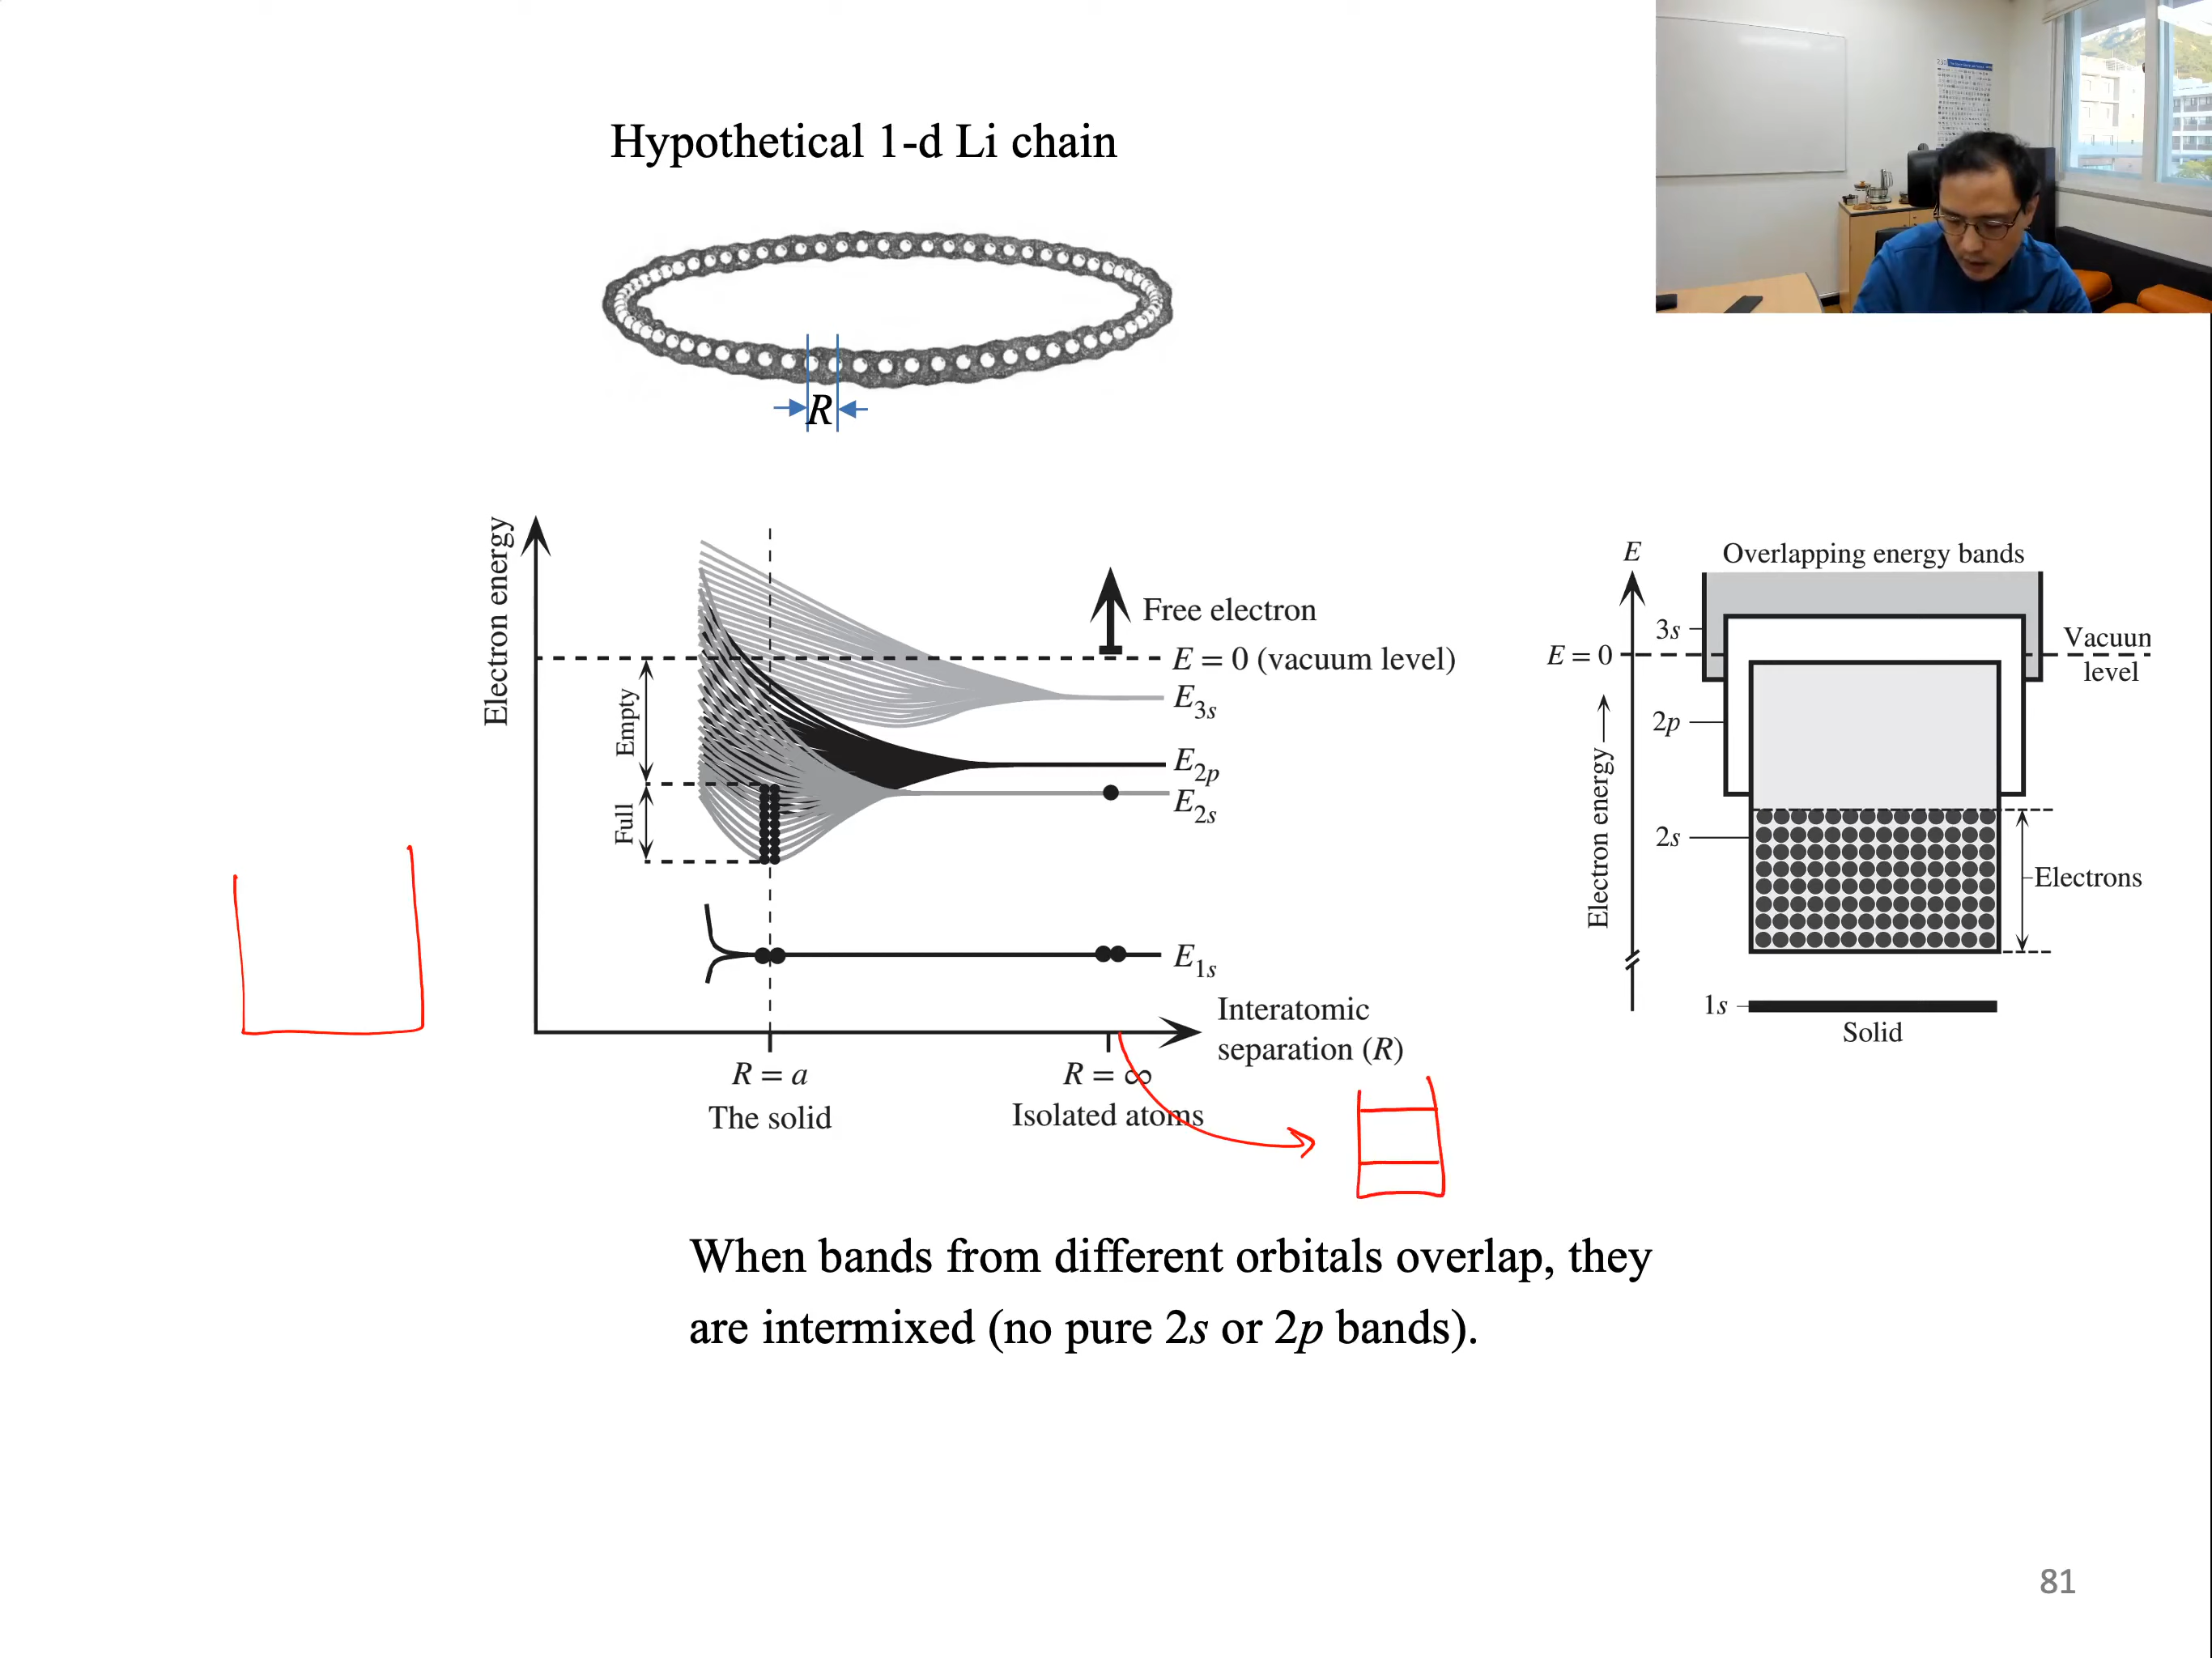 Hypothetical 1-d Li chain
R
Electron energy
Empty
Full
Free electron
E = 0 (vacuum level)
E3s
E2p
E2s
E1s
Interatomic
separation (R)
R = a
The solid
R = ∞
Isolated atoms
E
Overlapping energy bands
3s
E = 0
Vacuun
level
2p
Electron energy
2s
Electrons
1s
Solid
When bands from different orbitals overlap, they
are intermixed (no pure 2s or 2p bands).
81